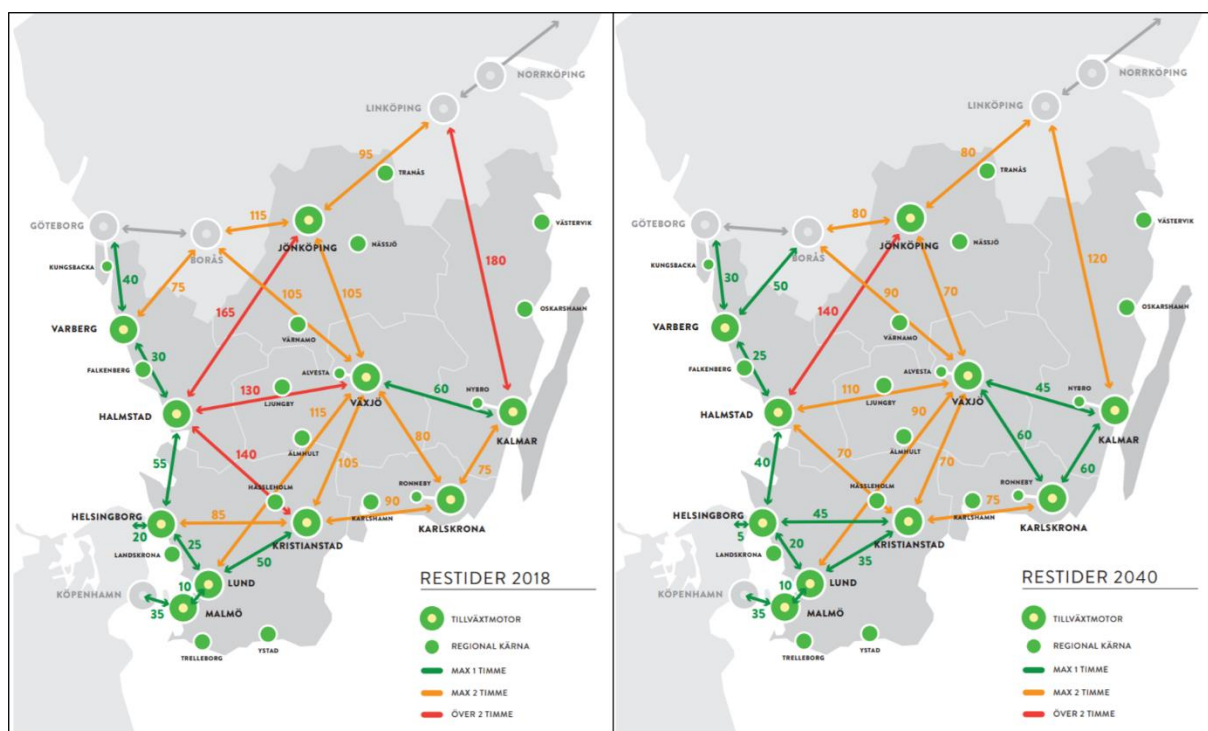 NORRKÖPING
LINKÖPING
95
TRANÅS
GÖTEBORG
115
VÄSTERVIK
JÖNKÖPING
NÄSSJÖ
BORÅS
KUNGSBACKA
180
40
75
105
105
165
OSKARSHAMN
VARBERG
VÄRNAMO
30
FALKENBERG
ALVESTA
130
60
NYBRO
LJUNGBY
VÄXJÖ
HALMSTAD
115
KALMAR
80
ÄLMHULT
140
105
75
55
HÄSSLEHOLM
RONNEBY
90
KARLSHAMN
HELSINGBORG
85
KARLSKRONA
20
KRISTIANSTAD
25
LANDSKRONA
50
LUND
10
KÖPENHAMN
35
MALMÖ
TRELLEBORG
YSTAD
RESTIDER 2018
TILLVÄXTMOTOR
REGIONAL KÄRNA
MAX 1 TIMME
MAX 2 TIMME
ÖVER 2 TIMME
NORRKÖPING
LINKÖPING
80
TRANÅS
GÖTEBORG
80
VÄSTERVIK
JÖNKÖPING
NÄSSJÖ
BORÅS
KUNGSBACKA
120
30
50
90
70
140
OSKARSHAMN
VARBERG
VÄRNAMO
25
FALKENBERG
ALVESTA
110
45
NYBRO
LJUNGBY
VÄXJÖ
HALMSTAD
90
KALMAR
60
ÄLMHULT
70
70
60
40
HÄSSLEHOLM
RONNEBY
75
KARLSHAMN
HELSINGBORG
45
KARLSKRONA
5
KRISTIANSTAD
20
LANDSKRONA
35
LUND
10
KÖPENHAMN
35
MALMÖ
TRELLEBORG
YSTAD
RESTIDER 2040
TILLVÄXTMOTOR
REGIONAL KÄRNA
MAX 1 TIMME
MAX 2 TIMME
ÖVER 2 TIMME